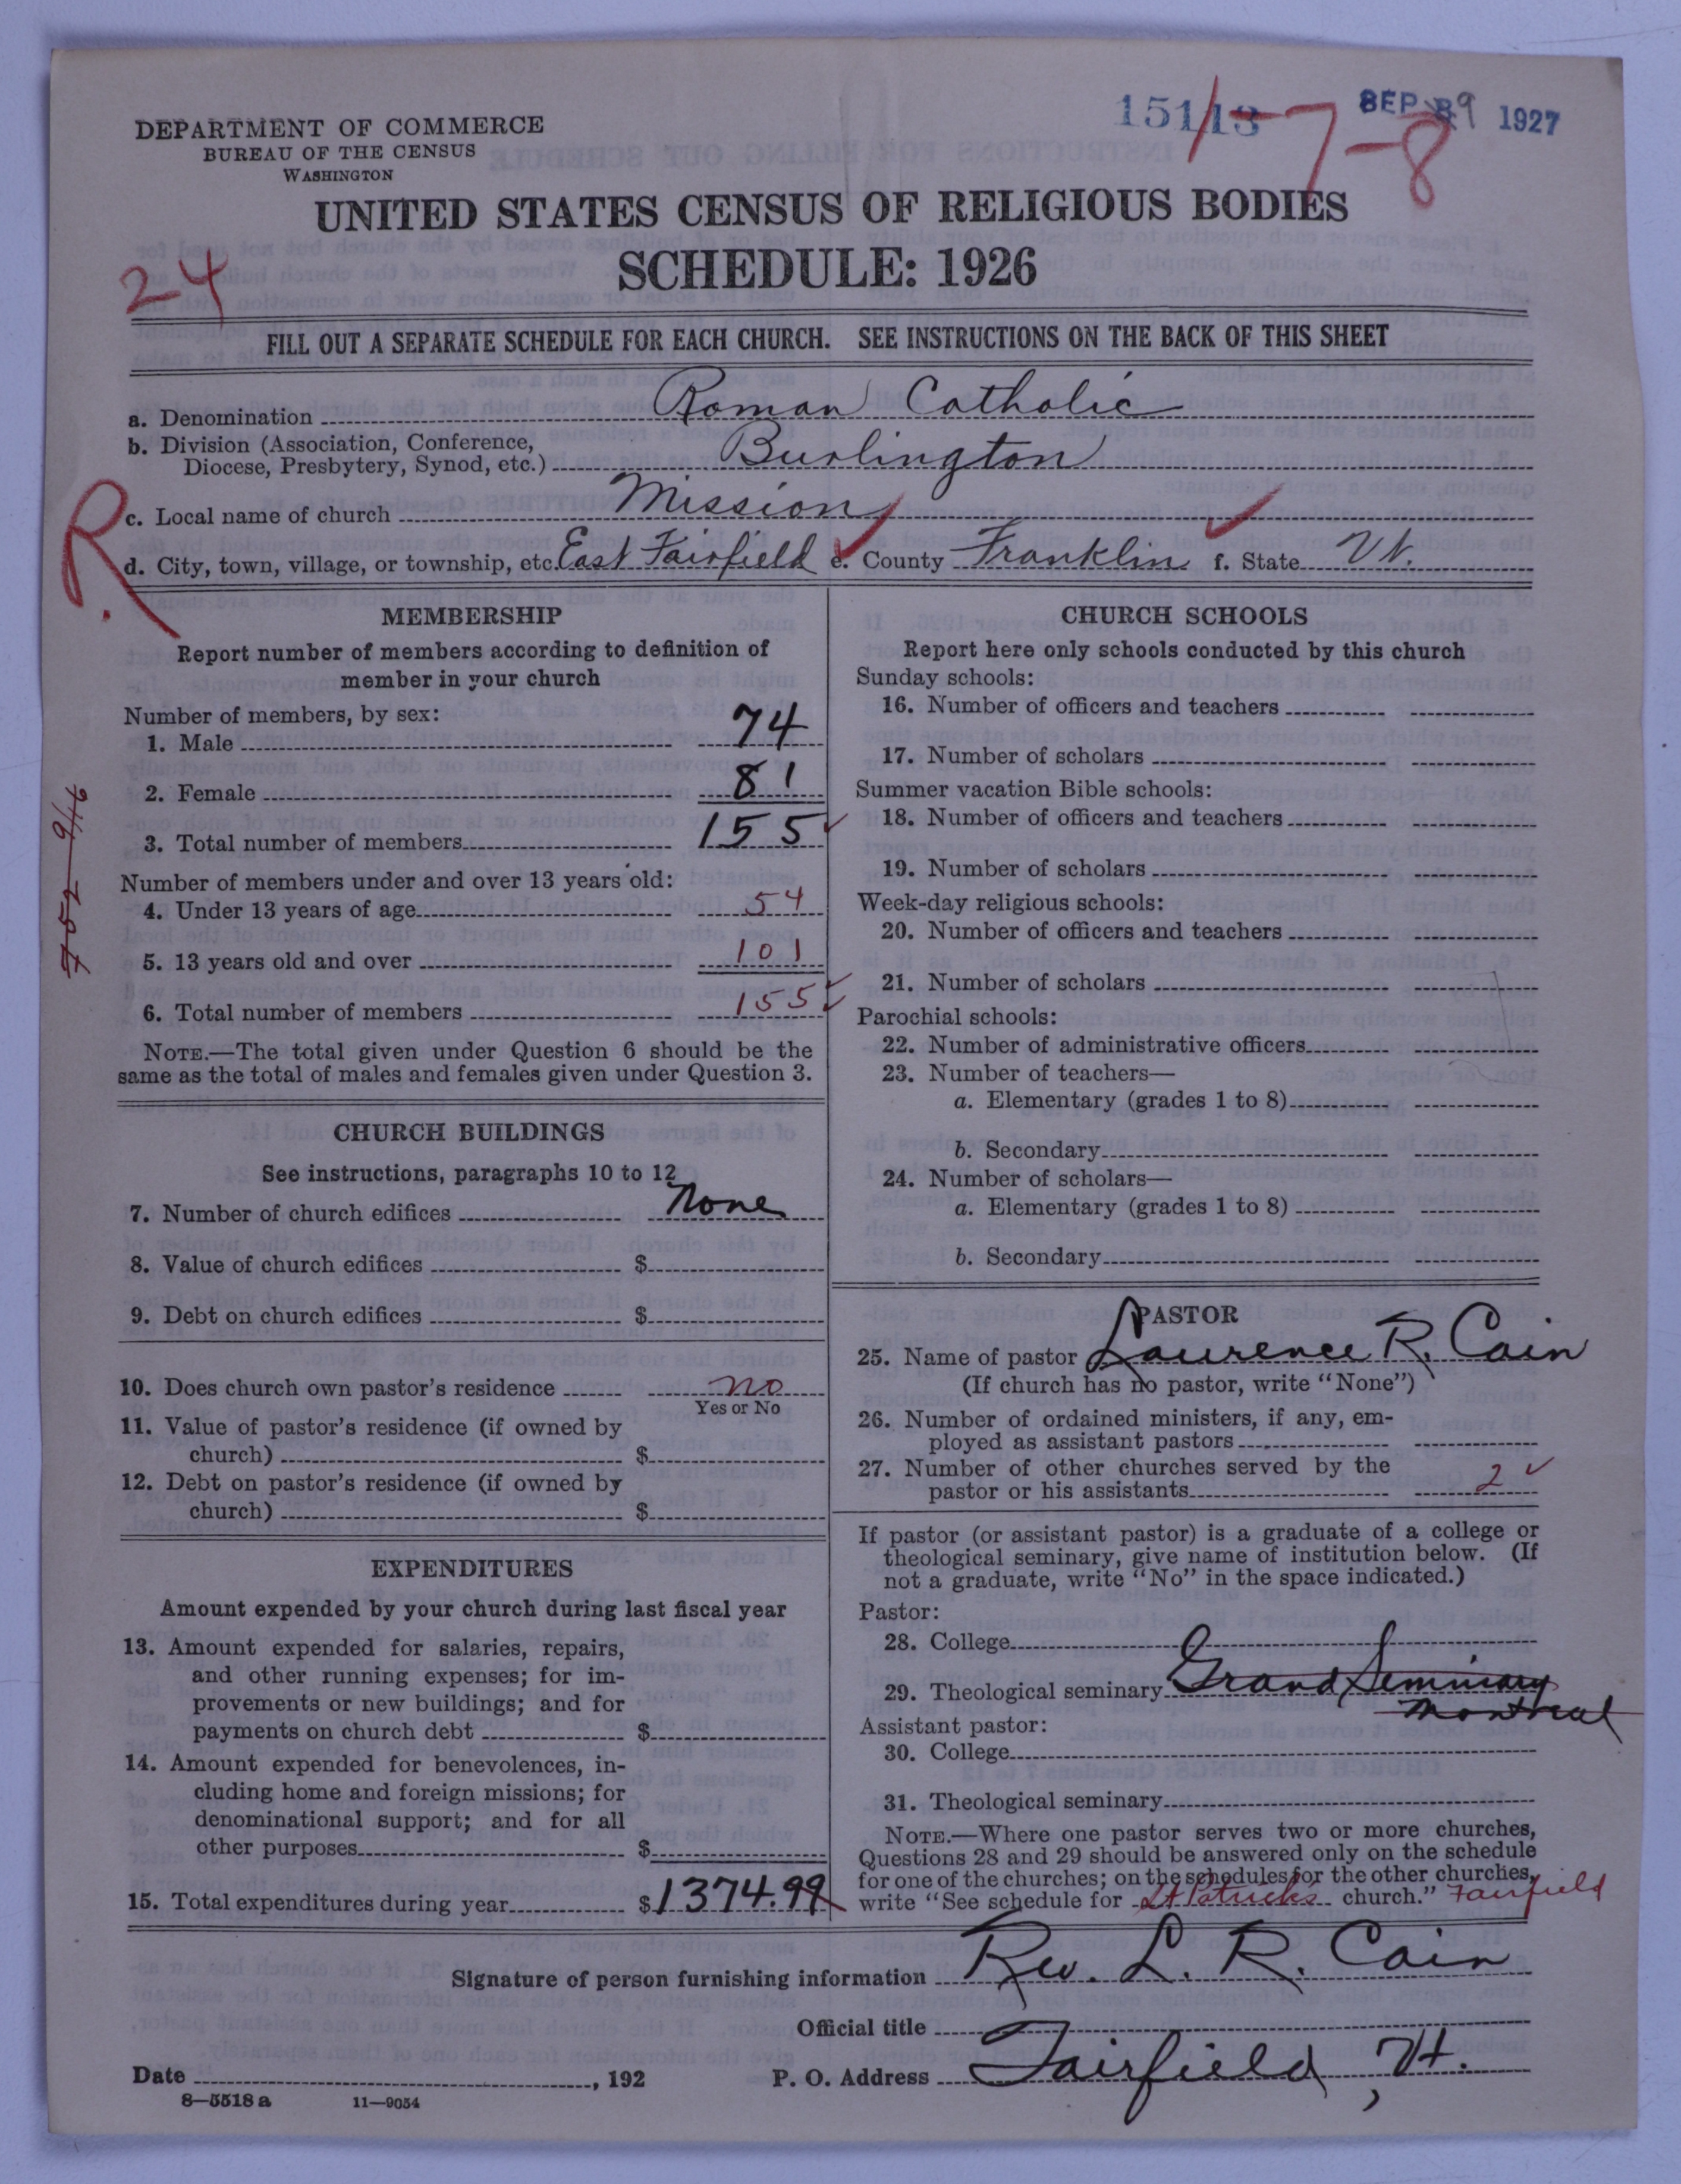 DEPARTMENT OF COMMERCE
BUREAU OF THE CENSUS
WASHINGTON
15113 1-7-8 SEP 29 1927
UNITED STATES CENSUS OF RELIGIOUS BODIES
SCHEDULE: 1926
24
FILL OUT A SEPARATE SCHEDULE FOR EACH CHURCH. SEE INSTRUCTIONS ON THE BACK OF THIS SHEET
a. Denomination Roman Catholic
b. Division (Association, Conference,
Diocese, Presbytery, Synod, etc.) Burlington
c. Local name of church Mission
R
d. City, town, village, or township, etc. East Fairfield e. County Franklin f. State Vt.
MEMBERSHIP
Report number of members according to definition of
member in your church
Number of members, by sex:
1. Male 74
2. Female 81
3. Total number of members 155
Number of members under and over 13 years old:
4. Under 13 years of age 54
5. 13 years old and over 101
6. Total number of members 155
NOTE.—The total given under Question 6 should be the
same as the total of males and females given under Question 3.
CHURCH BUILDINGS
See instructions, paragraphs 10 to 12
7. Number of church edifices None
8. Value of church edifices $
9. Debt on church edifices $
10. Does church own pastor's residence no
Yes or No
11. Value of pastor's residence (if owned by
church) $
12. Debt on pastor's residence (if owned by
church) $
EXPENDITURES
Amount expended by your church during last fiscal year
13. Amount expended for salaries, repairs,
and other running expenses; for im-
provements or new buildings; and for
payments on church debt $
14. Amount expended for benevolences, in-
cluding home and foreign missions; for
denominational support; and for all
other purposes $
15. Total expenditures during year $1374.99
CHURCH SCHOOLS
Report here only schools conducted by this church
Sunday schools:
16. Number of officers and teachers
17. Number of scholars
Summer vacation Bible schools:
18. Number of officers and teachers
19. Number of scholars
Week-day religious schools:
20. Number of officers and teachers
21. Number of scholars
Parochial schools:
22. Number of administrative officers
23. Number of teachers—
a. Elementary (grades 1 to 8)
b. Secondary
24. Number of scholars—
a. Elementary (grades 1 to 8)
b. Secondary
PASTOR
25. Name of pastor Laurence R. Cain
(If church has no pastor, write "None")
26. Number of ordained ministers, if any, em-
ployed as assistant pastors
27. Number of other churches served by the
pastor or his assistants 2
If pastor (or assistant pastor) is a graduate of a college or
theological seminary, give name of institution below. (If
not a graduate, write "No" in the space indicated.)
Pastor:
28. College
29. Theological seminary Grand Seminary
Montreal
Assistant pastor:
30. College
31. Theological seminary
NOTE.—Where one pastor serves two or more churches,
Questions 28 and 29 should be answered only on the schedule
for one of the churches; on the schedules for the other churches,
write "See schedule for St Patrick's church." Fairfield
Signature of person furnishing information Rev. L. R. Cain
Official title
Date , 192 P. O. Address Fairfield, Vt.
8—5518 a 11—9054